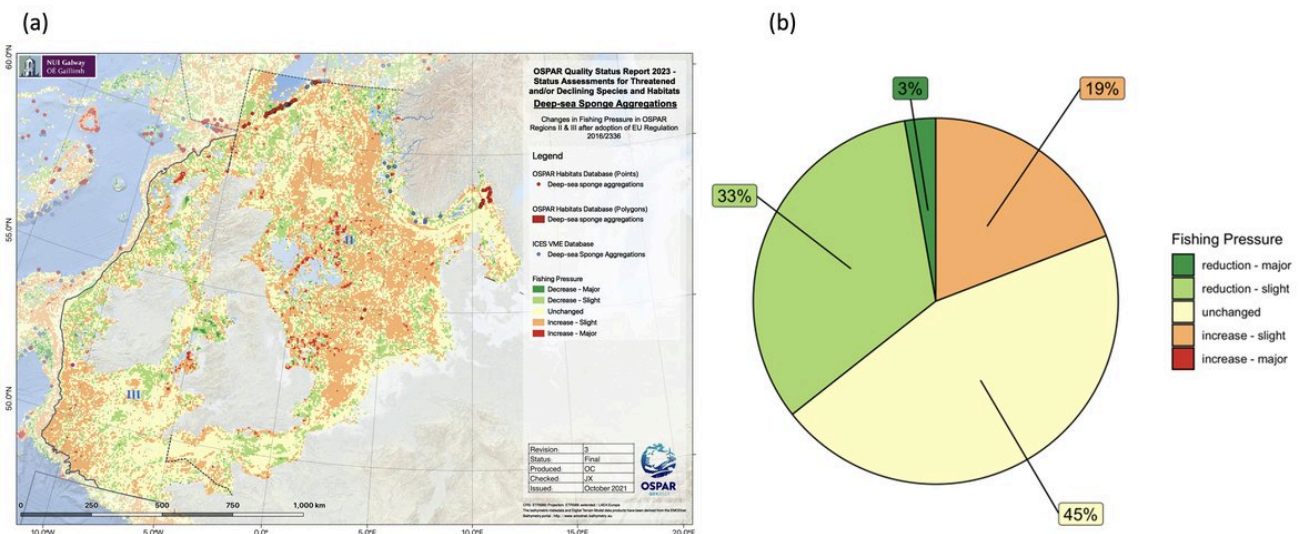 (a)
(b)
NUI Galway
OÉ Gaillimh
60.0°N
55.0°N
50.0°N
OSPAR Quality Status Report 2023 -
Status Assessments for Threatened
and/or Declining Species and Habitats
Deep-sea Sponge Aggregations
Changes in Fishing Pressure in OSPAR
Regions II & III after adoption of EU Regulation
2016/2336
Legend
OSPAR Habitats Database (Points)
Deep-sea sponge aggregations
OSPAR Habitats Database (Polygons)
Deep-sea sponge aggregations
ICES VME Database
Deep-sea Sponge Aggregations
Fishing Pressure
Decrease - Major
Decrease - Slight
Unchanged
Increase - Slight
Increase - Major
II
III
Revision 3
Status: Final
Produced: OC
Checked: JX
Issued: October 2021
OSPAR
0 250 500 750 1,000 km
10.0°W 5.0°W 0.0° 5.0°E 10.0°E 15.0°E 20.0°E
3%
19%
33%
45%
Fishing Pressure
reduction - major
reduction - slight
unchanged
increase - slight
increase - major